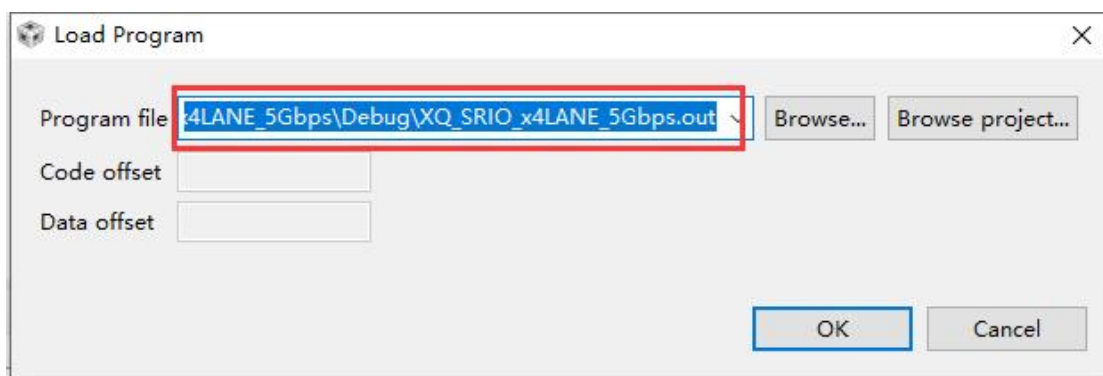 Load Program
Program file x4LANE_5Gbps\Debug\XQ_SRIO_x4LANE_5Gbps.out Browse... Browse project...
Code offset
Data offset
OK Cancel